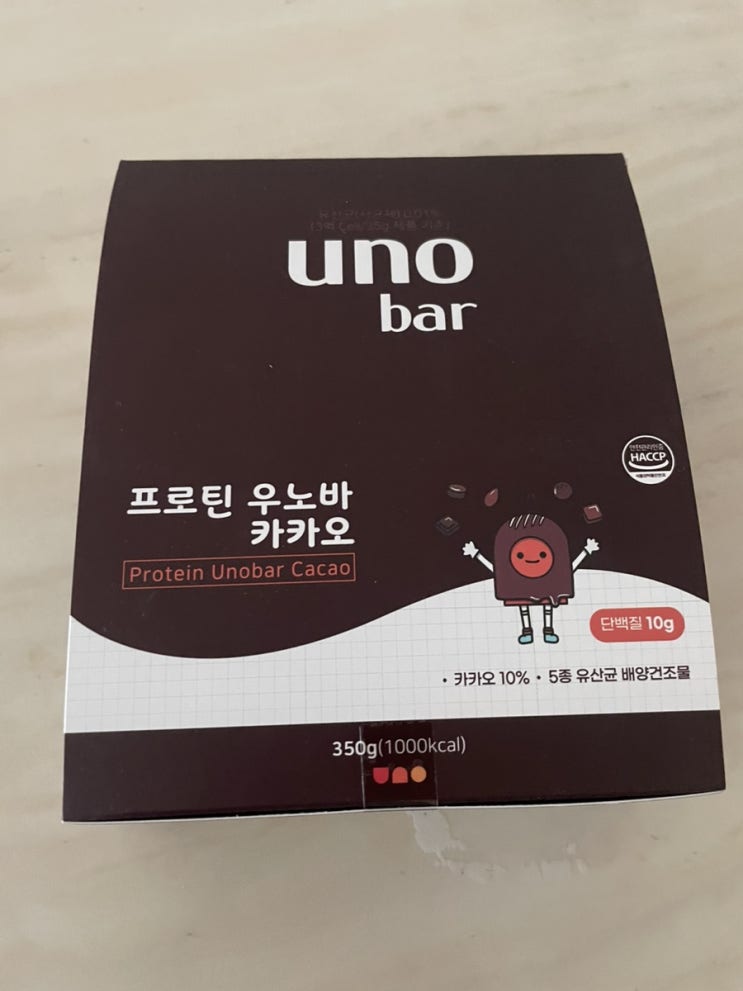 uno
bar
HACCP
프로틴 우노바
카카오
Protein Unobar Cacao
단백질 10g
• 카카오 10% • 5종 유산균 배양건조물
350g(1000kcal)
uno